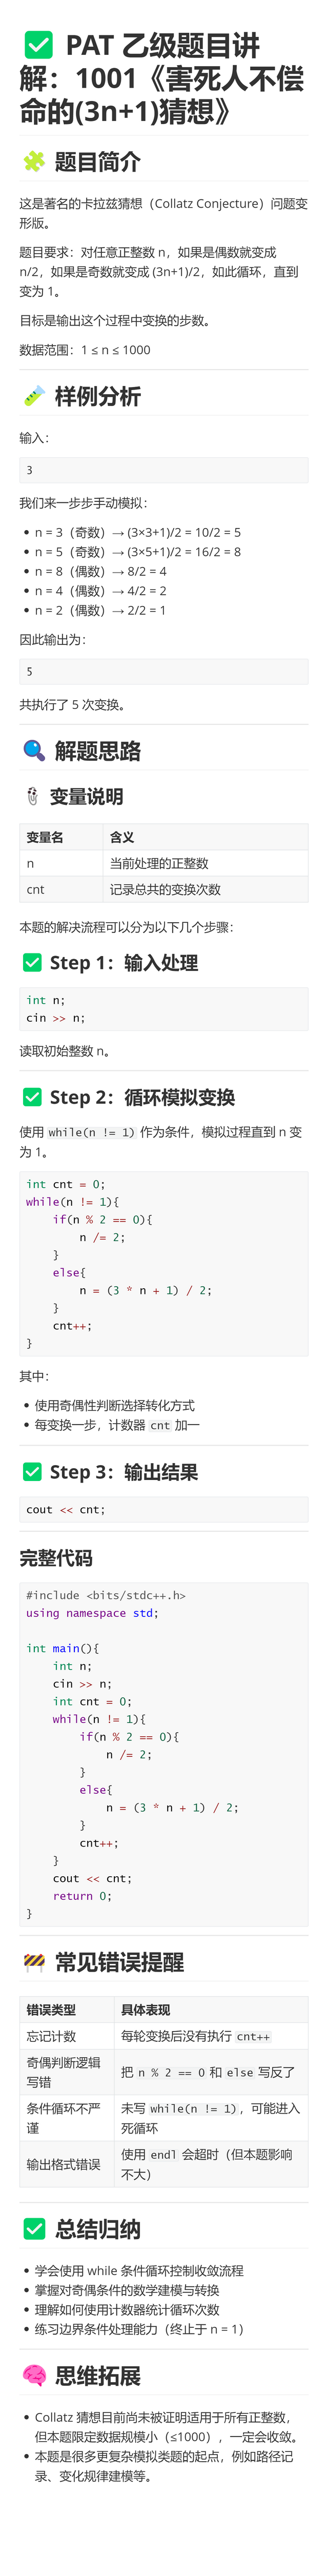 ✅ PAT 乙级题目讲
解：1001《害死人不偿
命的(3n+1)猜想》
🧩 题目简介
这是著名的卡拉兹猜想（Collatz Conjecture）问题变
形版。
题目要求：对任意正整数 n，如果是偶数就变成
n/2，如果是奇数就变成 (3n+1)/2，如此循环，直到
变为 1。
目标是输出这个过程中变换的步数。
数据范围：1 ≤ n ≤ 1000
🧪 样例分析
输入：
3
我们来一步步手动模拟：
• n = 3（奇数）→ (3×3+1)/2 = 10/2 = 5
• n = 5（奇数）→ (3×5+1)/2 = 16/2 = 8
• n = 8（偶数）→ 8/2 = 4
• n = 4（偶数）→ 4/2 = 2
• n = 2（偶数）→ 2/2 = 1
因此输出为：
5
共执行了 5 次变换。
🔍 解题思路
🖇 变量说明
变量名 含义
n 当前处理的正整数
cnt 记录总共的变换次数
本题的解决流程可以分为以下几个步骤：
✅ Step 1：输入处理
int n;
cin >> n;
读取初始整数 n。
✅ Step 2：循环模拟变换
使用 while(n != 1) 作为条件，模拟过程直到 n 变
为 1。
int cnt = 0;
while(n != 1){
    if(n % 2 == 0){
        n /= 2;
    }
    else{
        n = (3 * n + 1) / 2;
    }
    cnt++;
}
其中：
• 使用奇偶性判断选择转化方式
• 每变换一步，计数器 cnt 加一
✅ Step 3：输出结果
cout << cnt;
完整代码
#include <bits/stdc++.h>
using namespace std;
int main(){
    int n;
    cin >> n;
    int cnt = 0;
    while(n != 1){
        if(n % 2 == 0){
            n /= 2;
        }
        else{
            n = (3 * n + 1) / 2;
        }
        cnt++;
    }
    cout << cnt;
    return 0;
}
🚧 常见错误提醒
错误类型 具体表现
忘记计数 每轮变换后没有执行 cnt++
奇偶判断逻辑
写错
把 n % 2 == 0 和 else 写反了
条件循环不严
谨
未写 while(n != 1)，可能进入
死循环
输出格式错误
使用 endl 会超时（但本题影响
不大）
✅ 总结归纳
• 学会使用 while 条件循环控制收敛流程
• 掌握对奇偶条件的数学建模与转换
• 理解如何使用计数器统计循环次数
• 练习边界条件处理能力（终止于 n = 1）
🧠 思维拓展
• Collatz 猜想目前尚未被证明适用于所有正整数，
但本题限定数据规模小（≤1000），一定会收敛。
• 本题是很多更复杂模拟类题的起点，例如路径记
录、变化规律建模等。